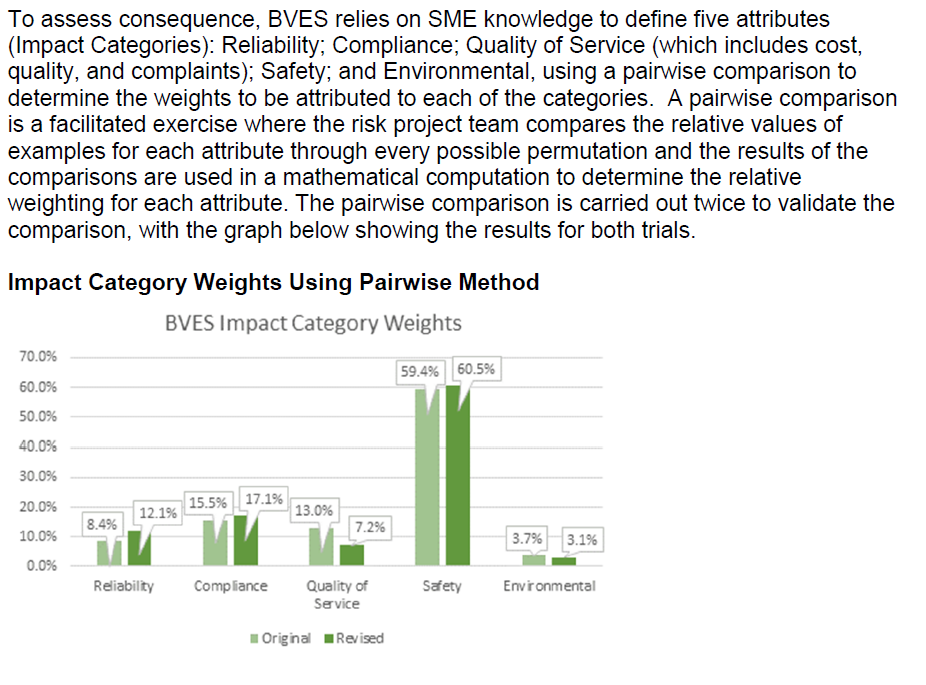 To assess consequence, BVES relies on SME knowledge to define five attributes
(Impact Categories): Reliability; Compliance; Quality of Service (which includes cost,
quality, and complaints); Safety; and Environmental, using a pairwise comparison to
determine the weights to be attributed to each of the categories.  A pairwise comparison
is a facilitated exercise where the risk project team compares the relative values of
examples for each attribute through every possible permutation and the results of the
comparisons are used in a mathematical computation to determine the relative
weighting for each attribute. The pairwise comparison is carried out twice to validate the
comparison, with the graph below showing the results for both trials.
Impact Category Weights Using Pairwise Method
BVES Impact Category Weights
70.0%
60.0%
50.0%
40.0%
30.0%
20.0%
10.0%
0.0%
8.4%
12.1%
15.5%
17.1%
13.0%
7.2%
59.4%
60.5%
3.7%
3.1%
Reliability
Compliance
Quality of
Service
Safety
Environmental
Original
Revised